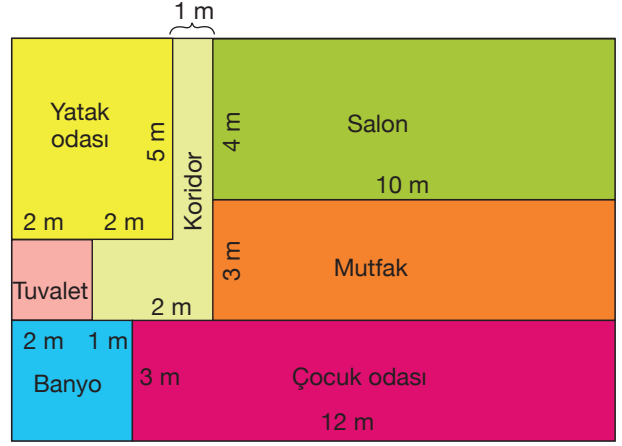 1 m
Yatak
odası
5 m
Koridor
4 m
Salon
10 m
2 m 2 m
Tuvalet
3 m
Mutfak
2 m
2 m 1 m
Banyo
3 m
Çocuk odası
12 m